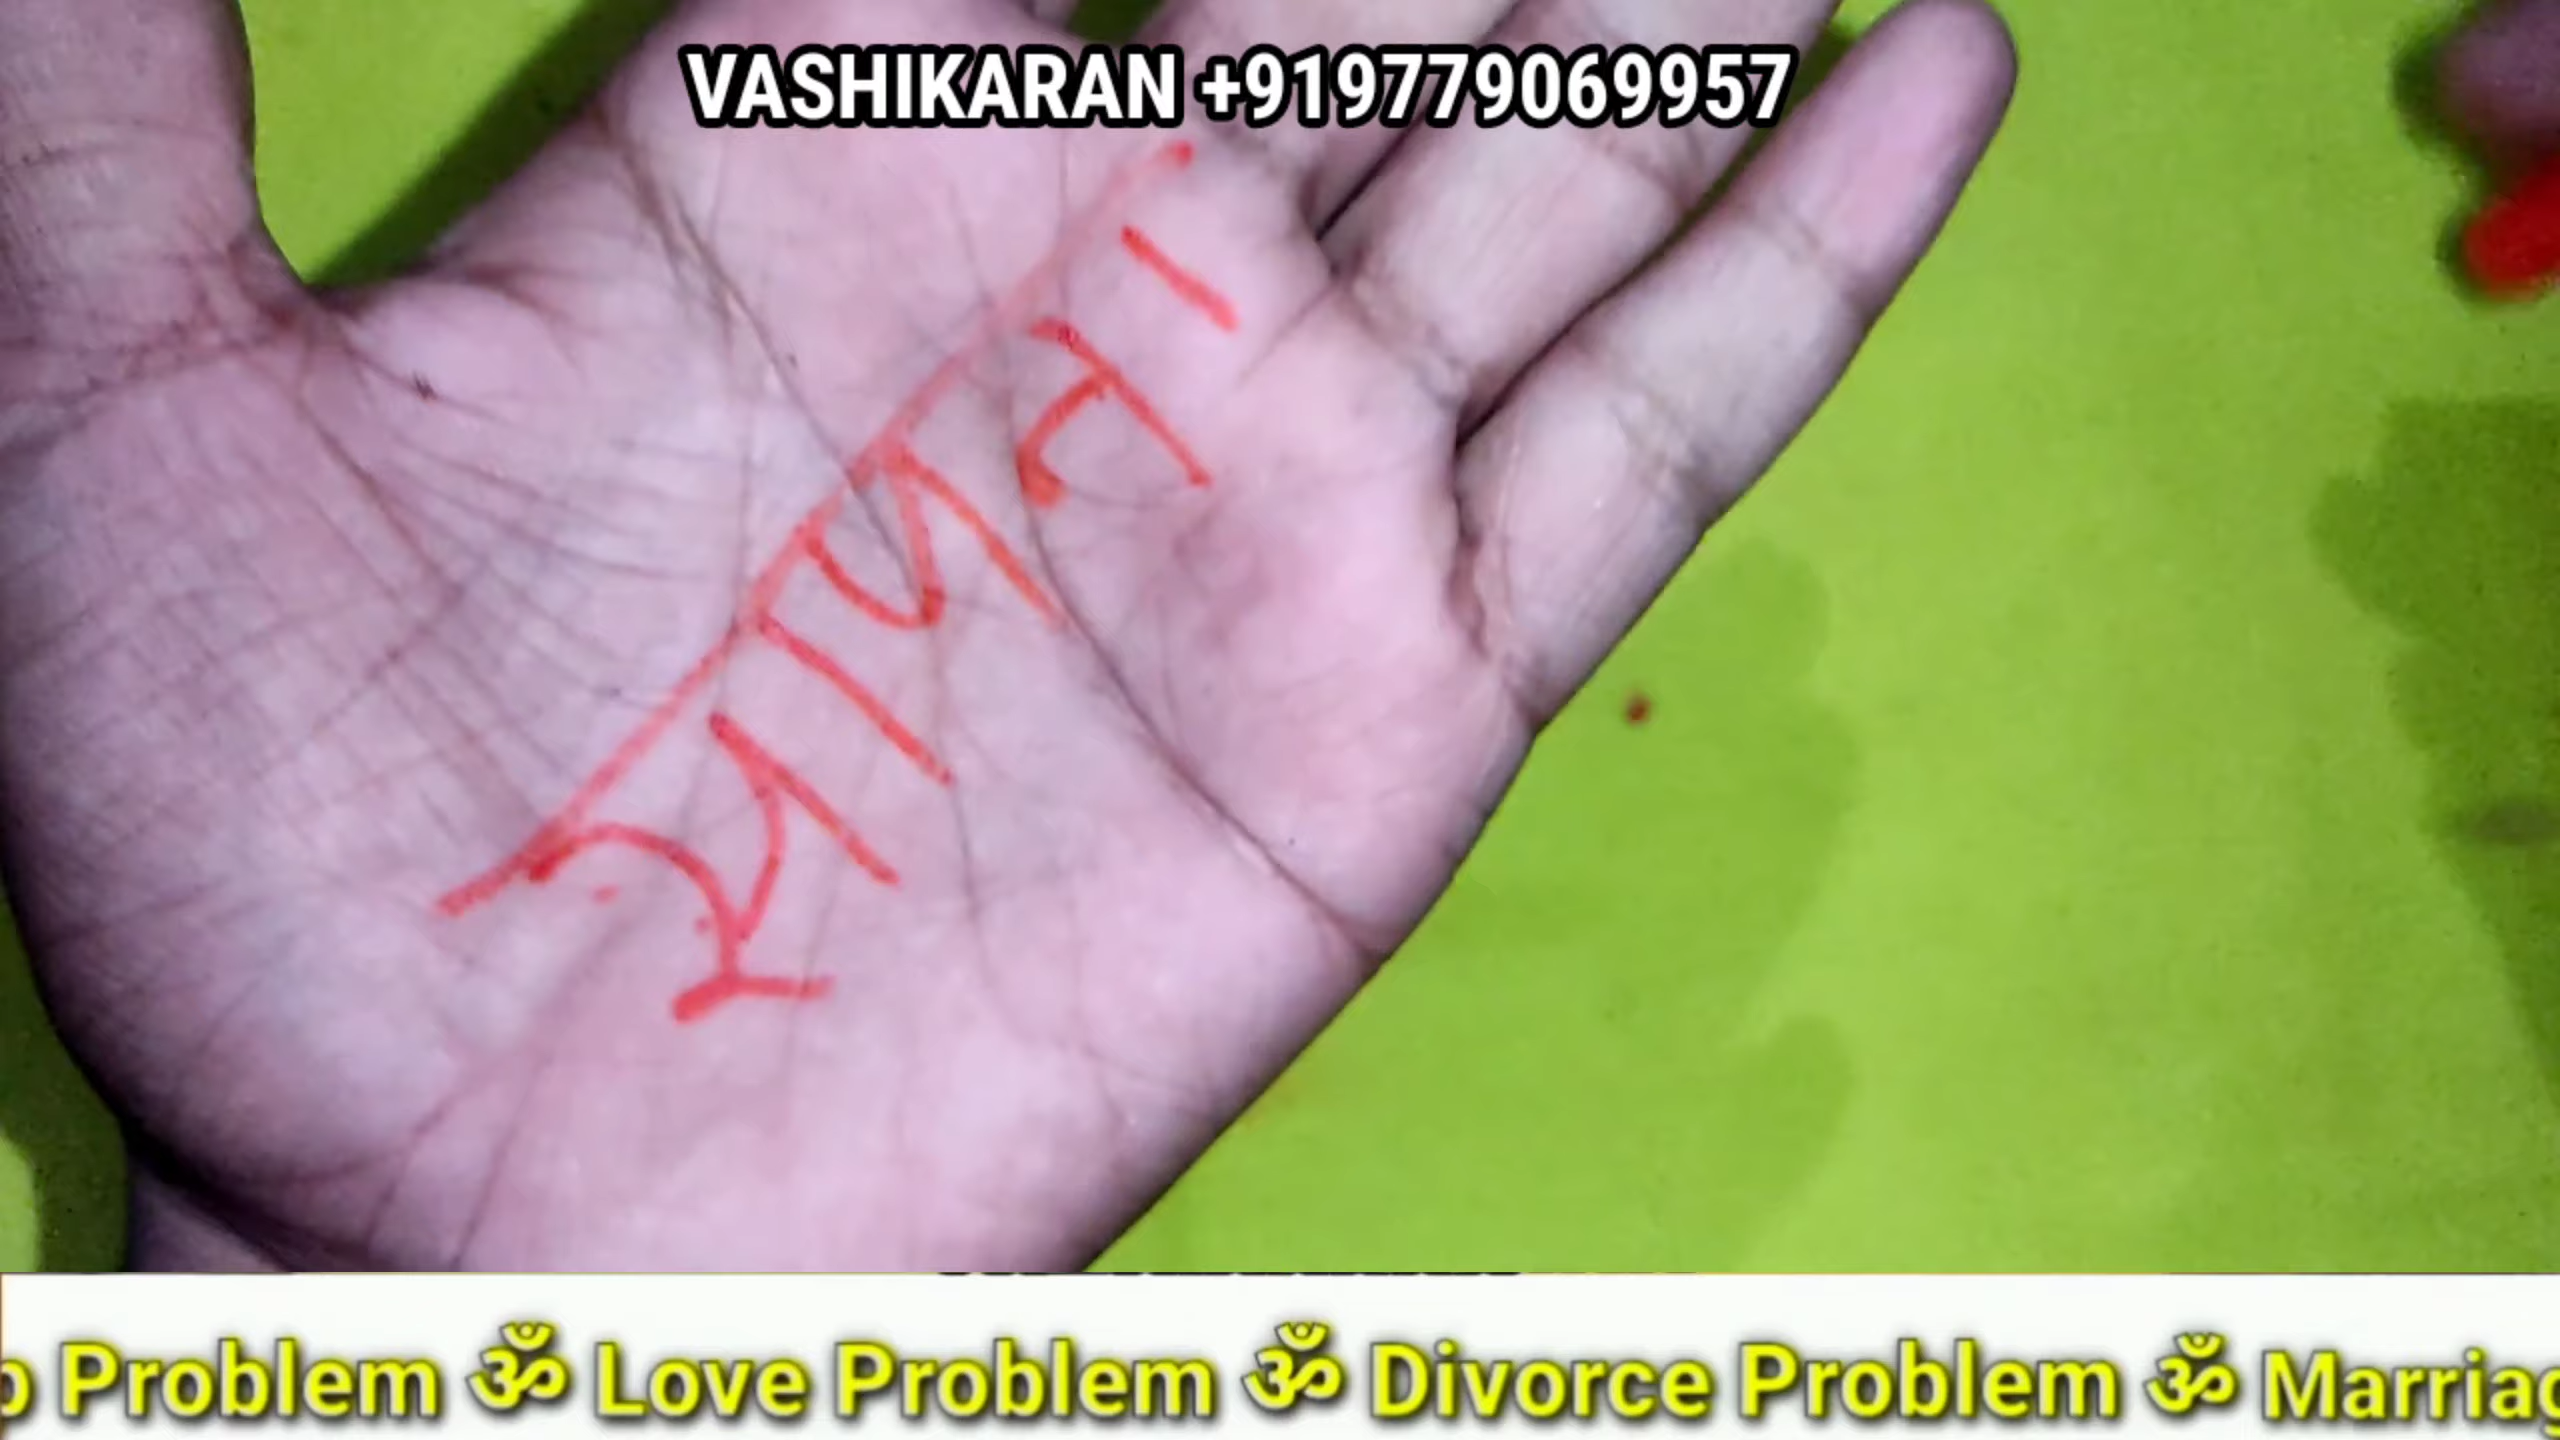 VASHIKARAN +919779069957
Problem ॐ Love Problem ॐ Divorce Problem ॐ Marriag